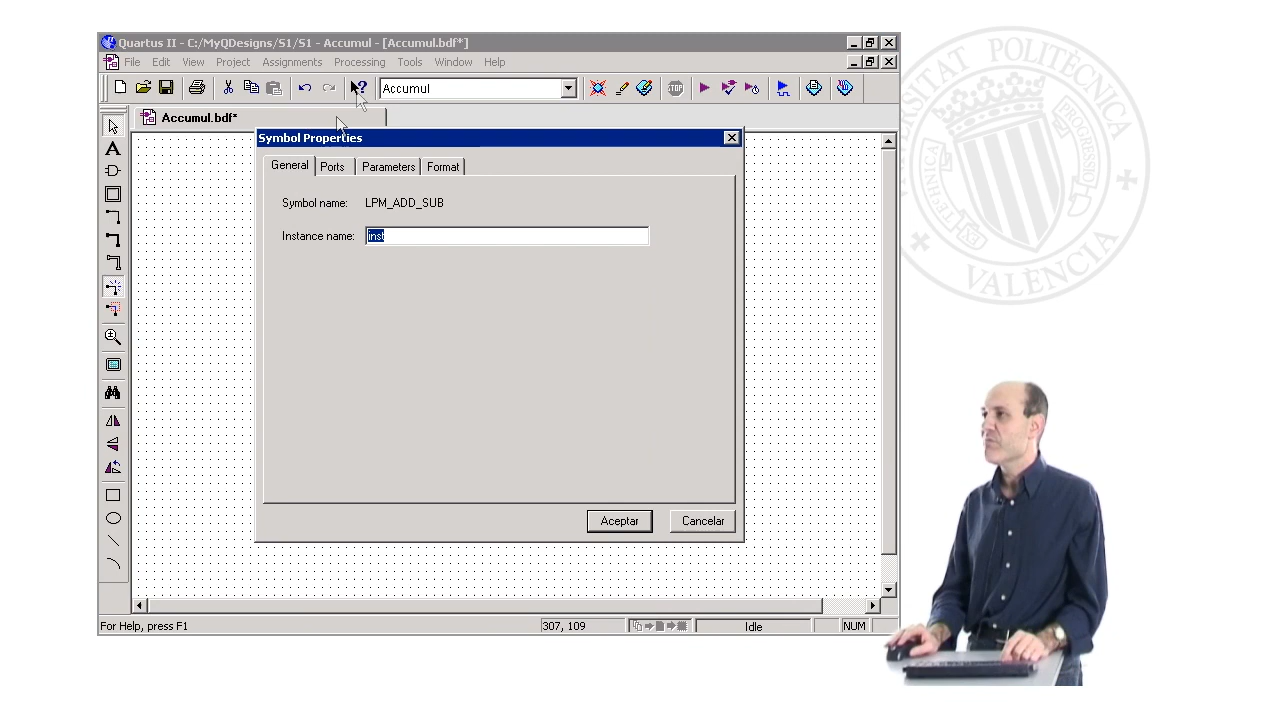 Quartus II - C:/MyQDesigns/S1/S1 - Accumul - [Accumul.bdf*]
File Edit View Project Assignments Processing Tools Window Help
Accumul
STOP
Accumul.bdf*
Symbol Properties
General Ports Parameters Format
Symbol name: LPM_ADD_SUB
Instance name: inst
Aceptar Cancelar
For Help, press F1 307, 109 Idle NUM
POLITÈCNICA
VALÈNCIA